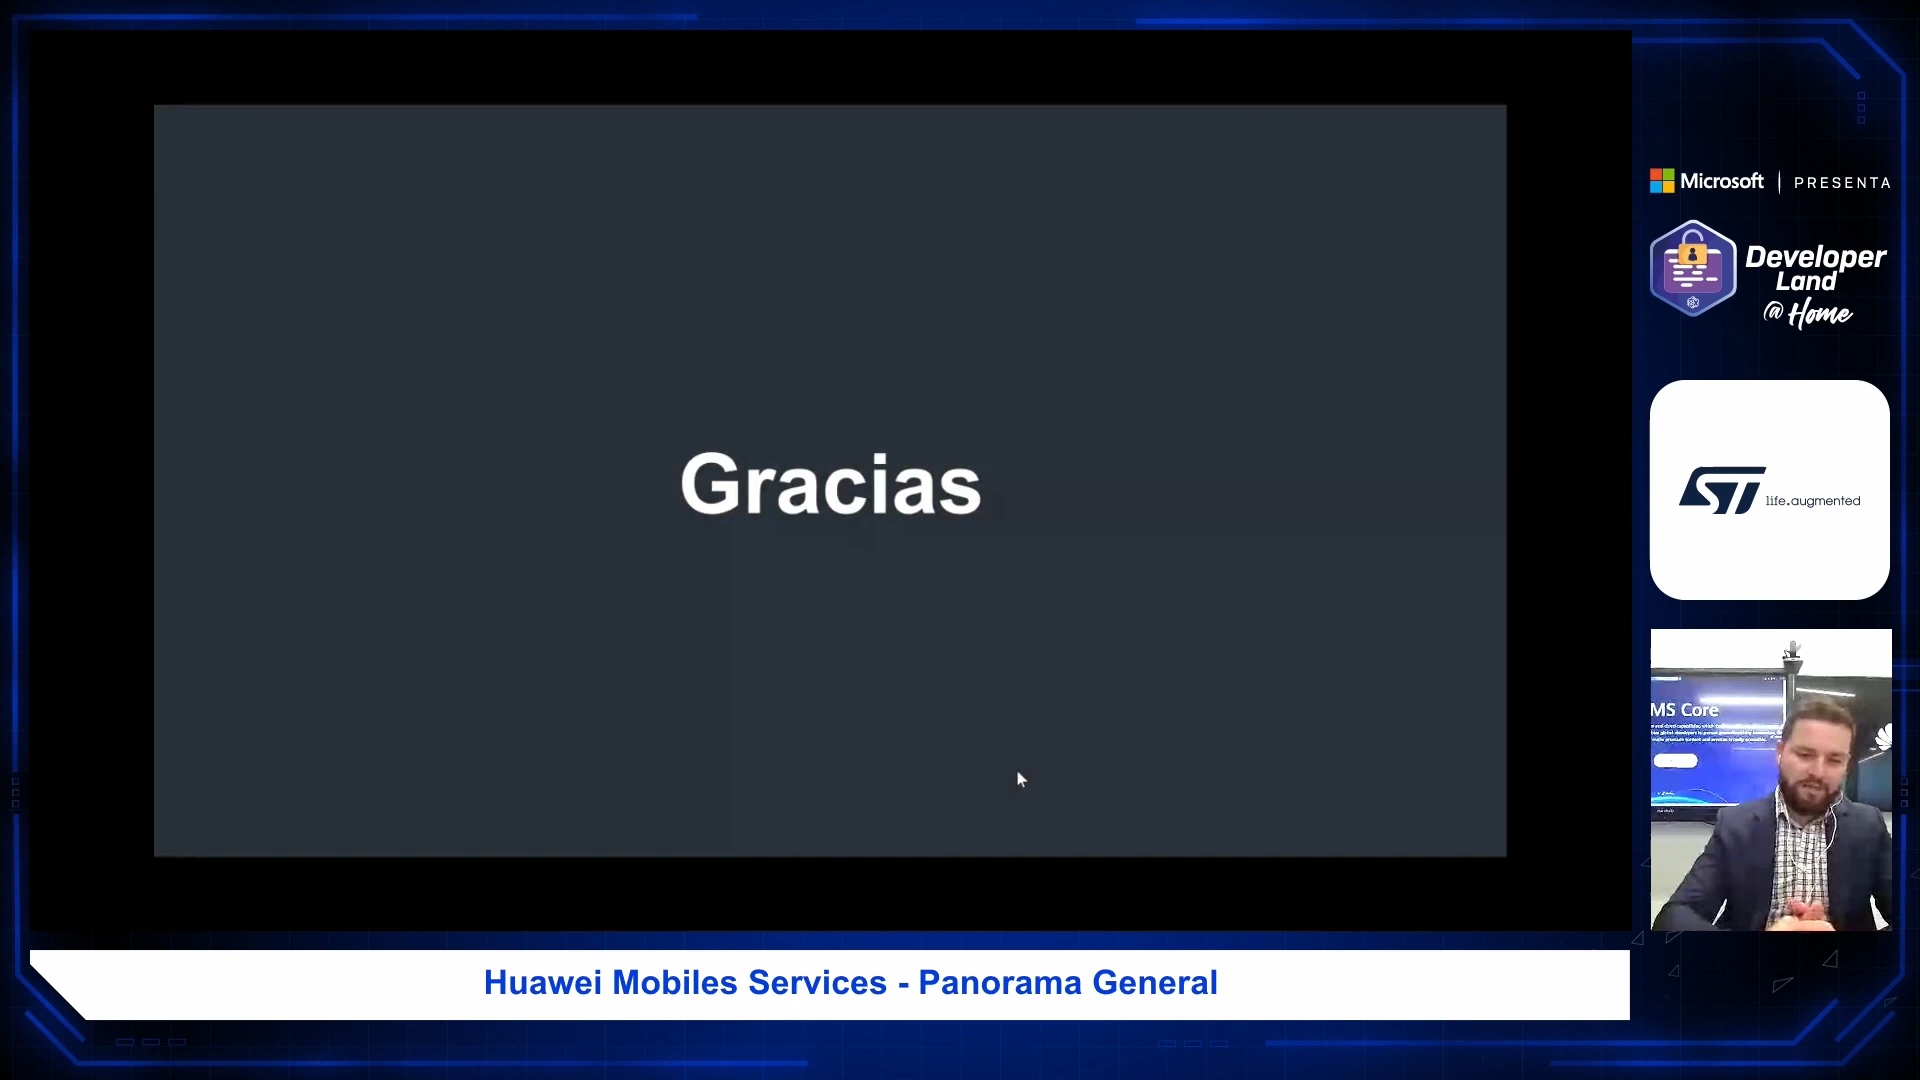 Gracias
Microsoft | PRESENTA
Developer
Land
@Home
ST life.augmented
MS Core
Huawei Mobiles Services - Panorama General